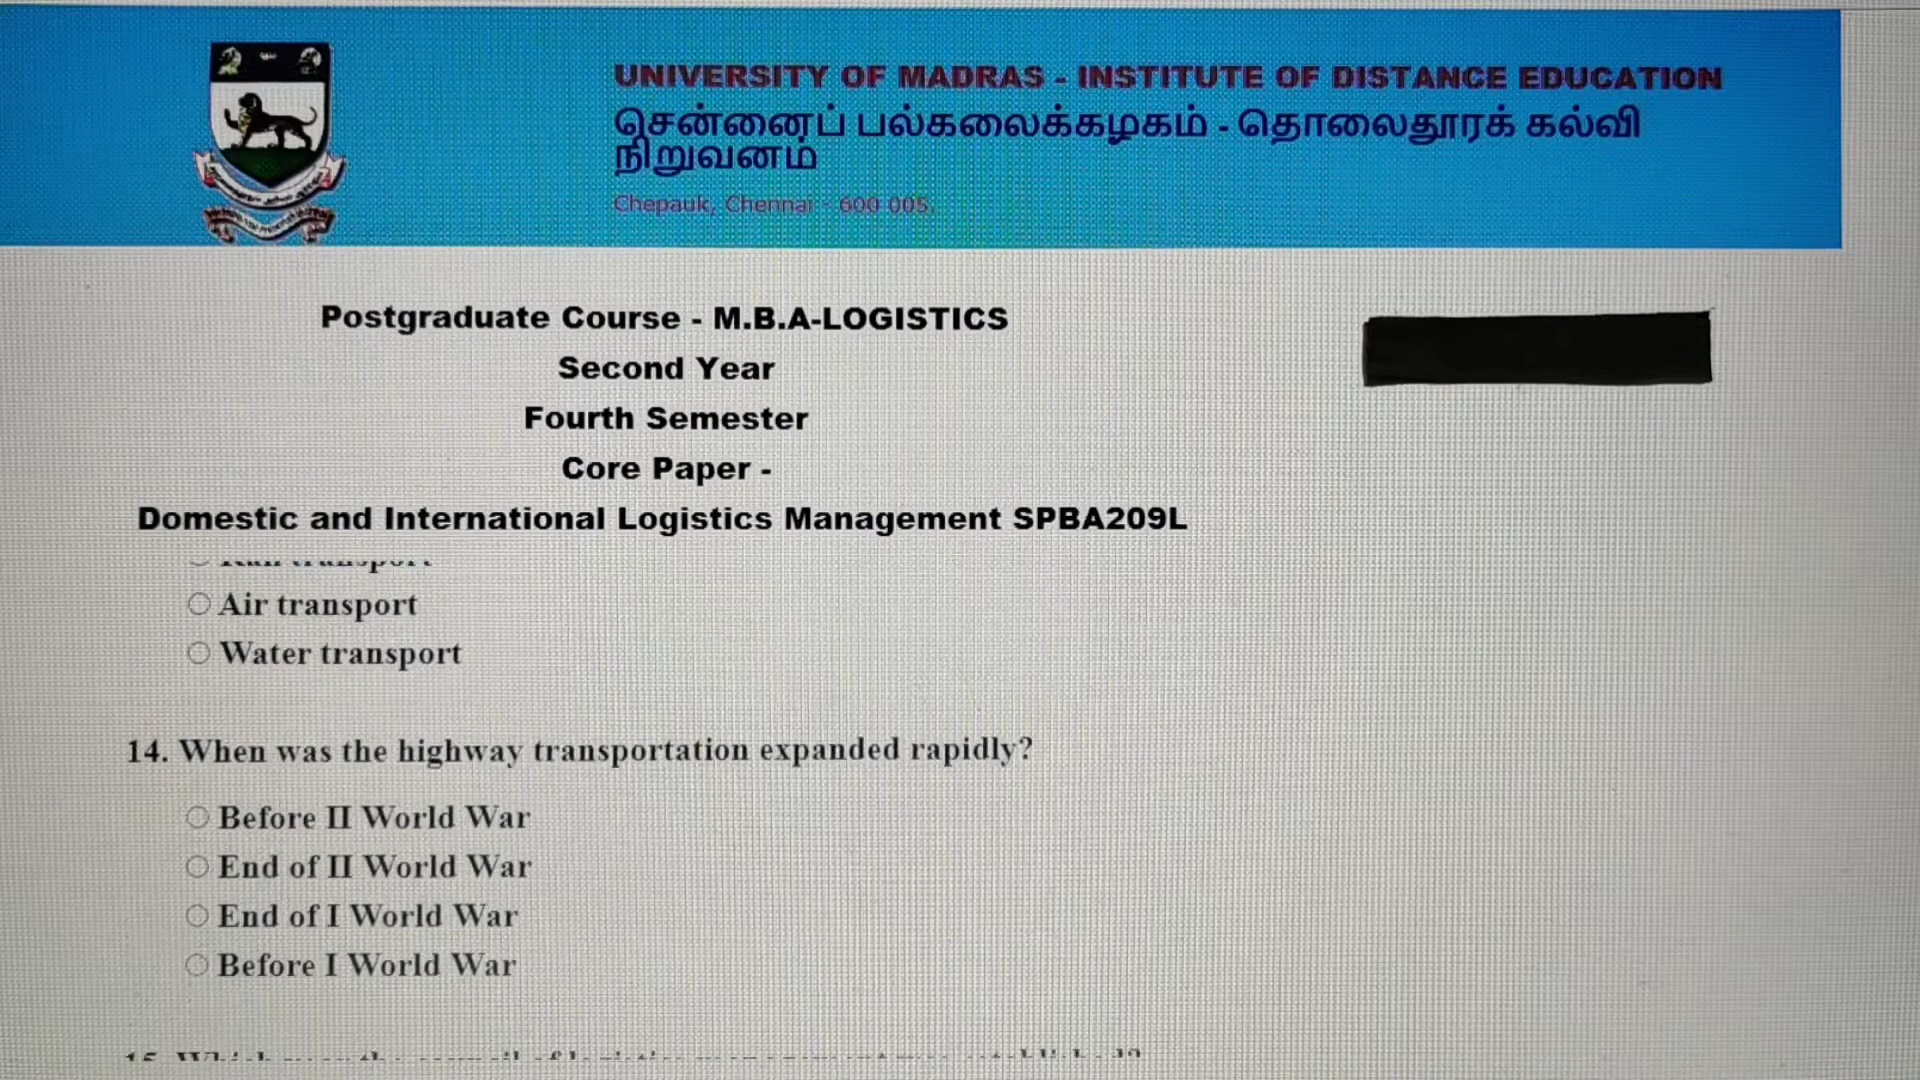 UNIVERSITY OF MADRAS - INSTITUTE OF DISTANCE EDUCATION
சென்னைப் பல்கலைக்கழகம் - தொலைதூரக் கல்வி
நிறுவனம்
Chepauk, Chennai - 600 005.
Postgraduate Course - M.B.A-LOGISTICS
Second Year
Fourth Semester
Core Paper -
Domestic and International Logistics Management SPBA209L
Air transport
Water transport
14. When was the highway transportation expanded rapidly?
Before II World War
End of II World War
End of I World War
Before I World War